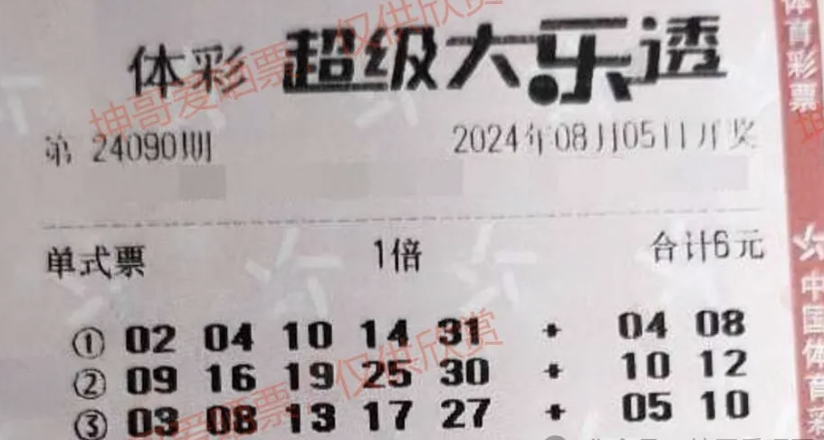 体彩 超级大乐透
第 24090期
2024年08月05日开奖
单式票 1倍 合计6元
① 02 04 10 14 31 + 04 08
② 09 16 19 25 30 + 10 12
③ 03 08 13 17 27 + 05 10
坤哥爱晒票 仅供欣赏
仅供欣赏
体育彩票
中国体育彩